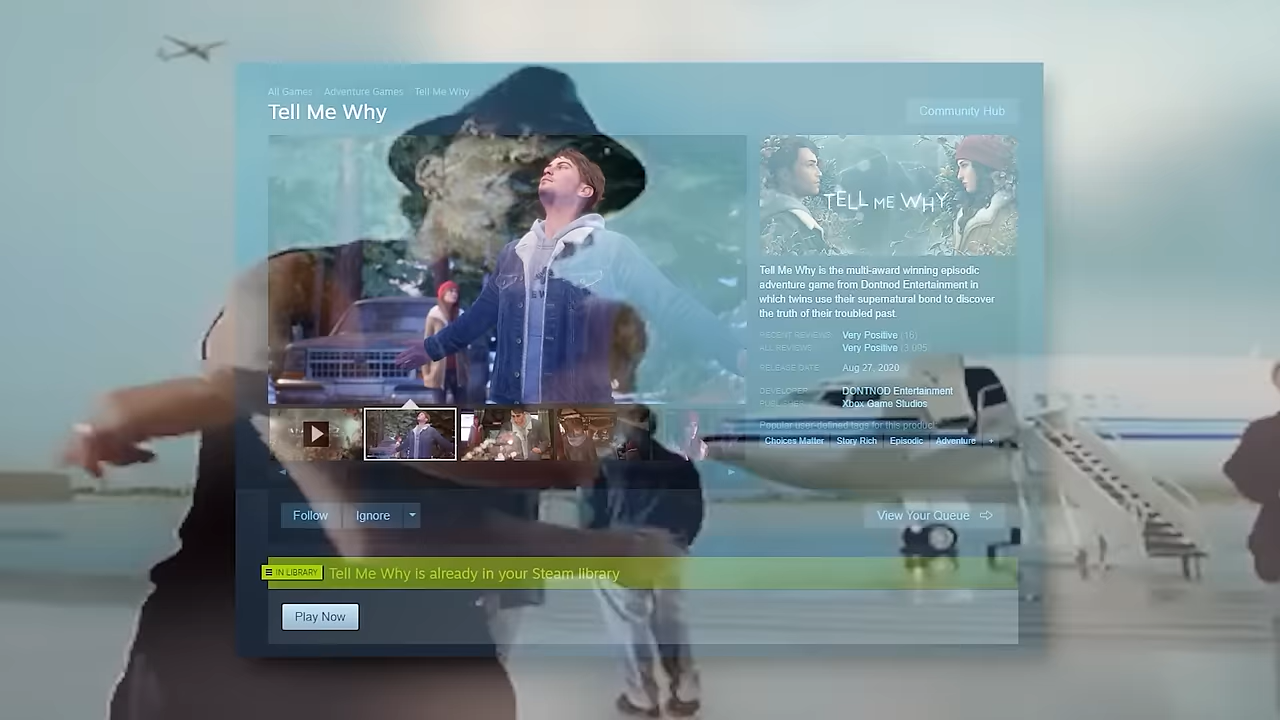 All Games
Adventure Games
Tell Me Why
Tell Me Why
Community Hub
TELL ME WHY
Tell Me Why is the multi-award winning episodic
adventure game from Dontnod Entertainment in
which twins use their supernatural bond to discover
the truth of their troubled past.
RECENT REVIEWS: Very Positive (16)
ALL REVIEWS: Very Positive (3,095)
RELEASE DATE: Aug 27, 2020
DEVELOPER: DONTNOD Entertainment
PUBLISHER: Xbox Game Studios
Popular user-defined tags for this product:
Choices Matter Story Rich Episodic Adventure +
Follow Ignore
View Your Queue
IN LIBRARY
Tell Me Why is already in your Steam library
Play Now